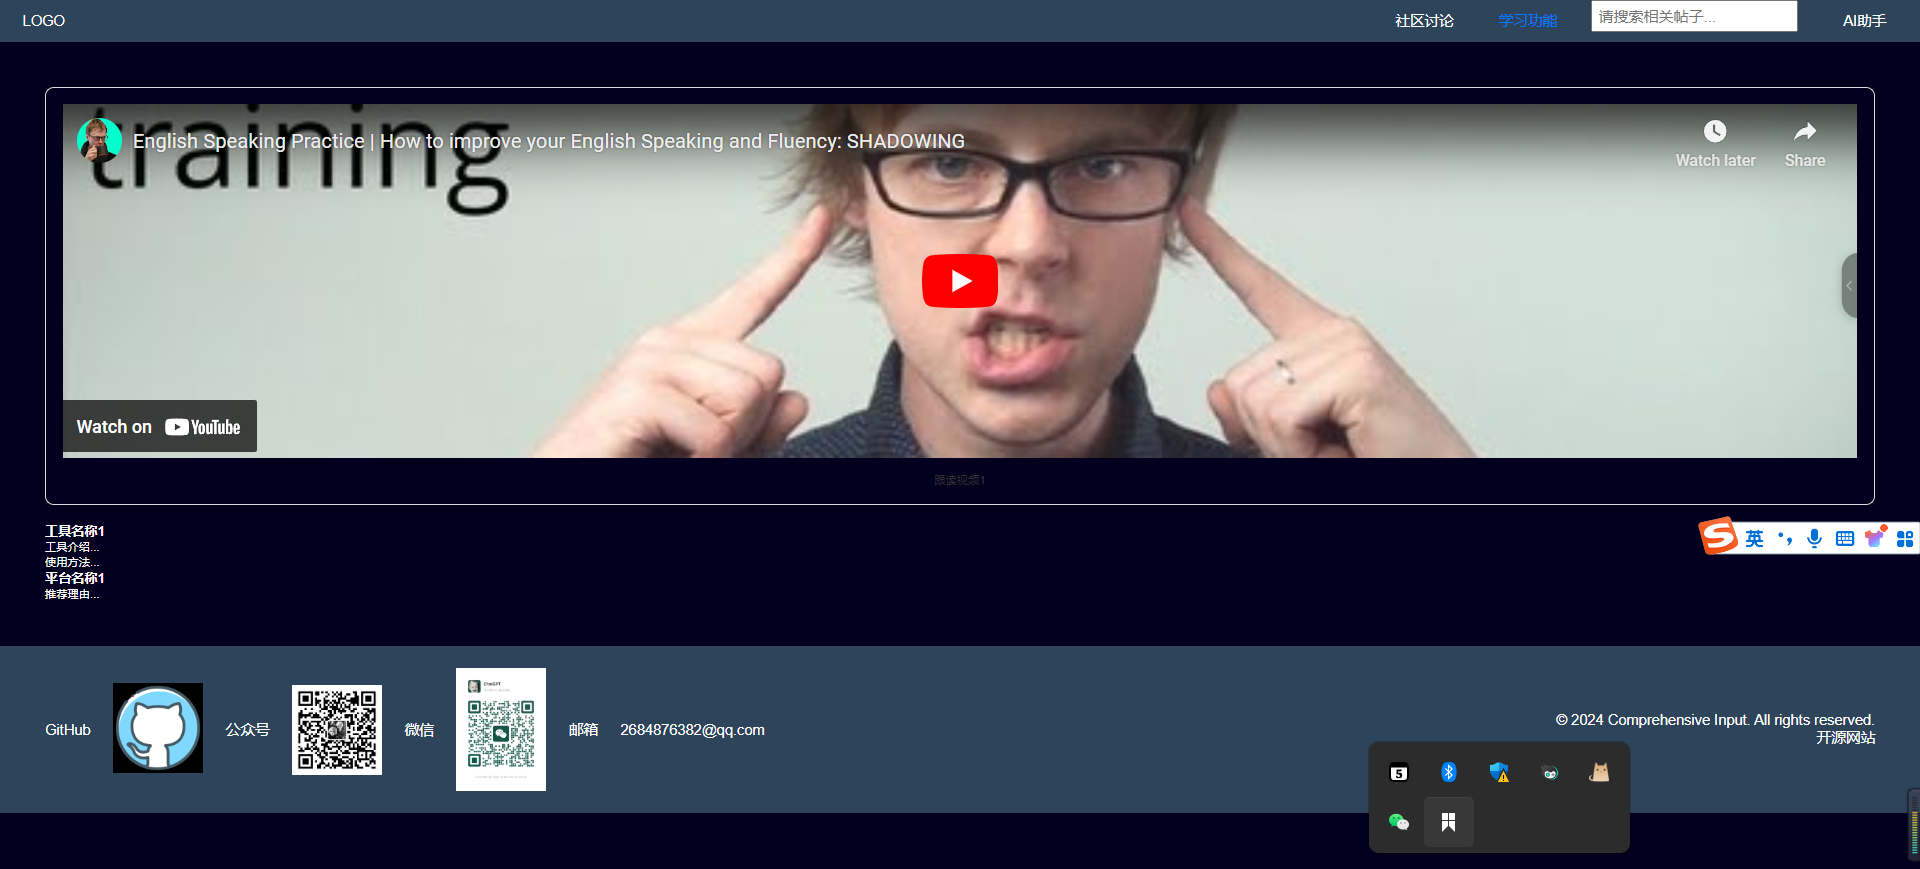 LOGO
社区讨论
学习功能
请搜索相关帖子...
AI助手
training
English Speaking Practice | How to improve your English Speaking and Fluency: SHADOWING
Watch later
Share
Watch on YouTube
跟读视频1
工具名称1
工具介绍...
使用方法...
平台名称1
推荐理由...
英
GitHub
公众号
微信
邮箱
2684876382@qq.com
© 2024 Comprehensive Input. All rights reserved.
开源网站
5